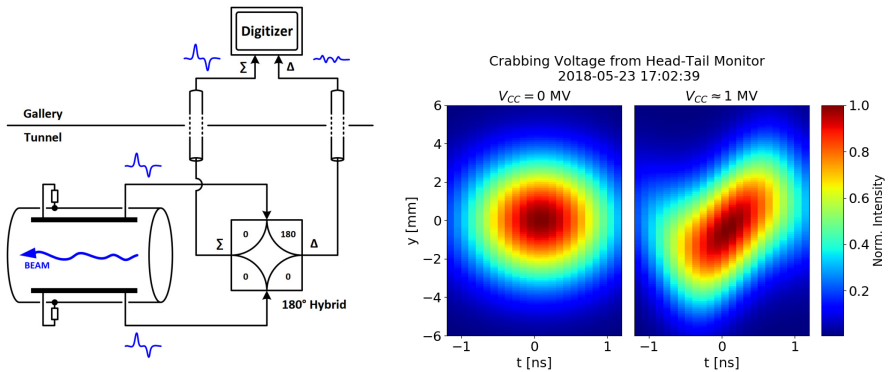 Digitizer
Σ
Δ
Gallery
Tunnel
0
180
Σ
Δ
0
0
BEAM
180° Hybrid
Crabbing Voltage from Head-Tail Monitor
2018-05-23 17:02:39
V_CC = 0 MV
V_CC ≈ 1 MV
y [mm]
6
4
2
0
−2
−4
−6
−1
0
1
t [ns]
−1
0
1
t [ns]
1.0
0.8
0.6
0.4
0.2
Norm. Intensity